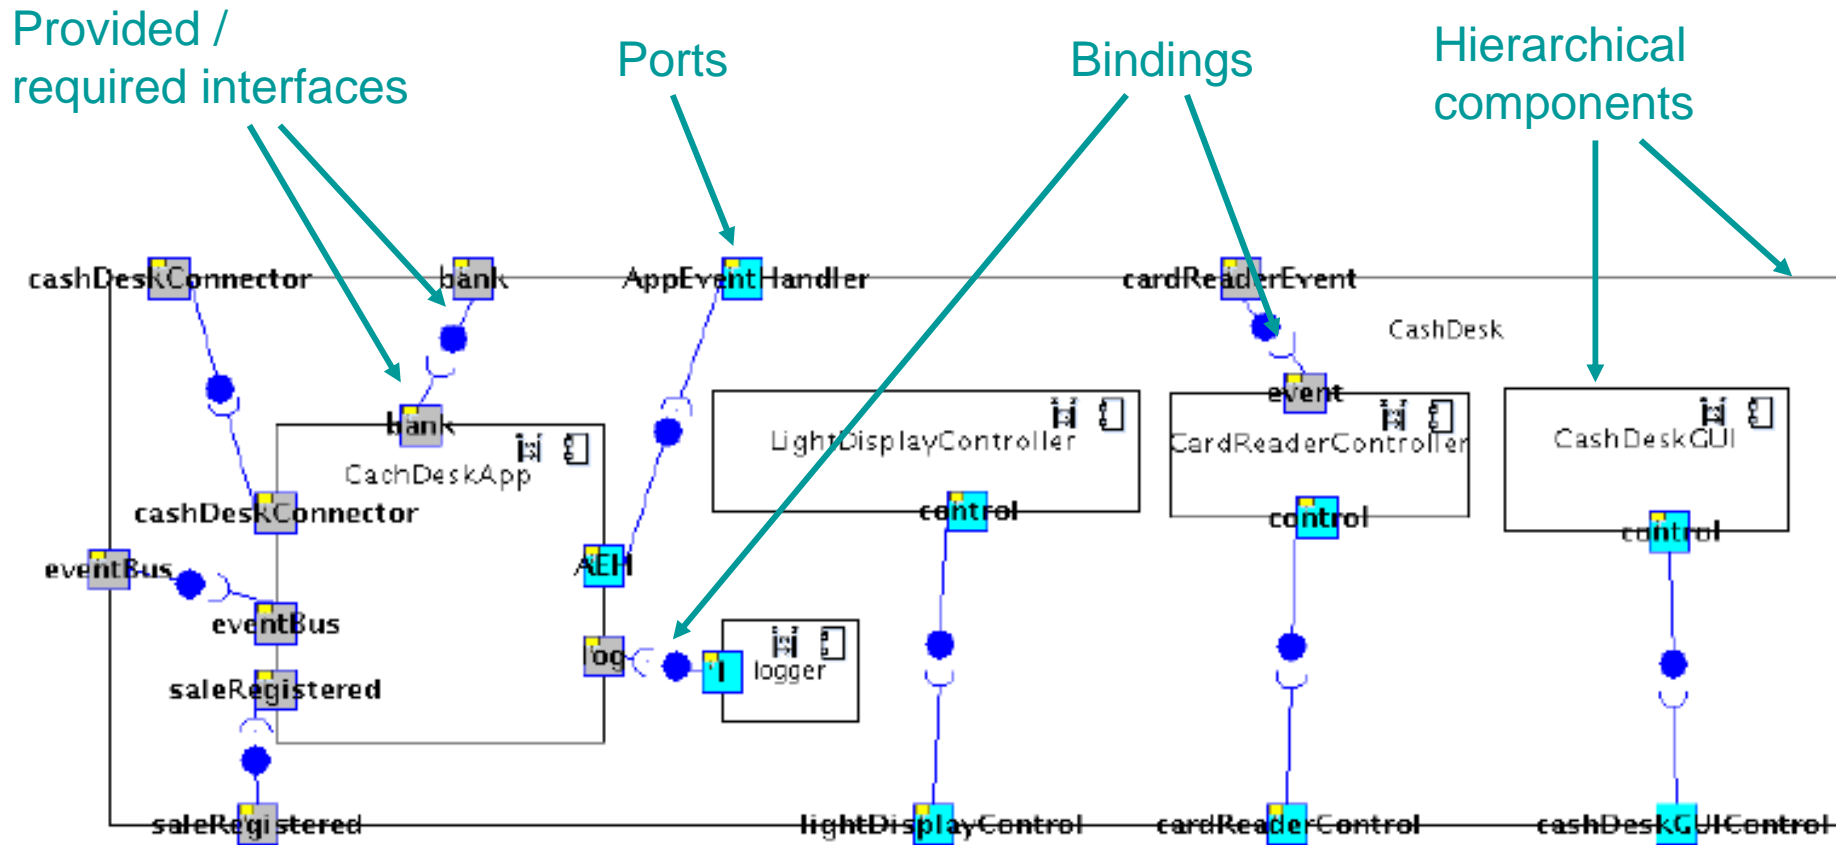 Provided /
required interfaces
Ports
Bindings
Hierarchical
components
cashDeskConnector
bank
AppEventHandler
cardReaderEvent
CashDesk
event
bank
LightDisplayController
CardReaderController
CashDeskGUI
CachDeskApp
cashDeskConnector
control
control
control
eventBus
AEH
eventBus
log
l
logger
saleRegistered
saleRegistered
lightDisplayControl
cardReaderControl
cashDeskGUIControl